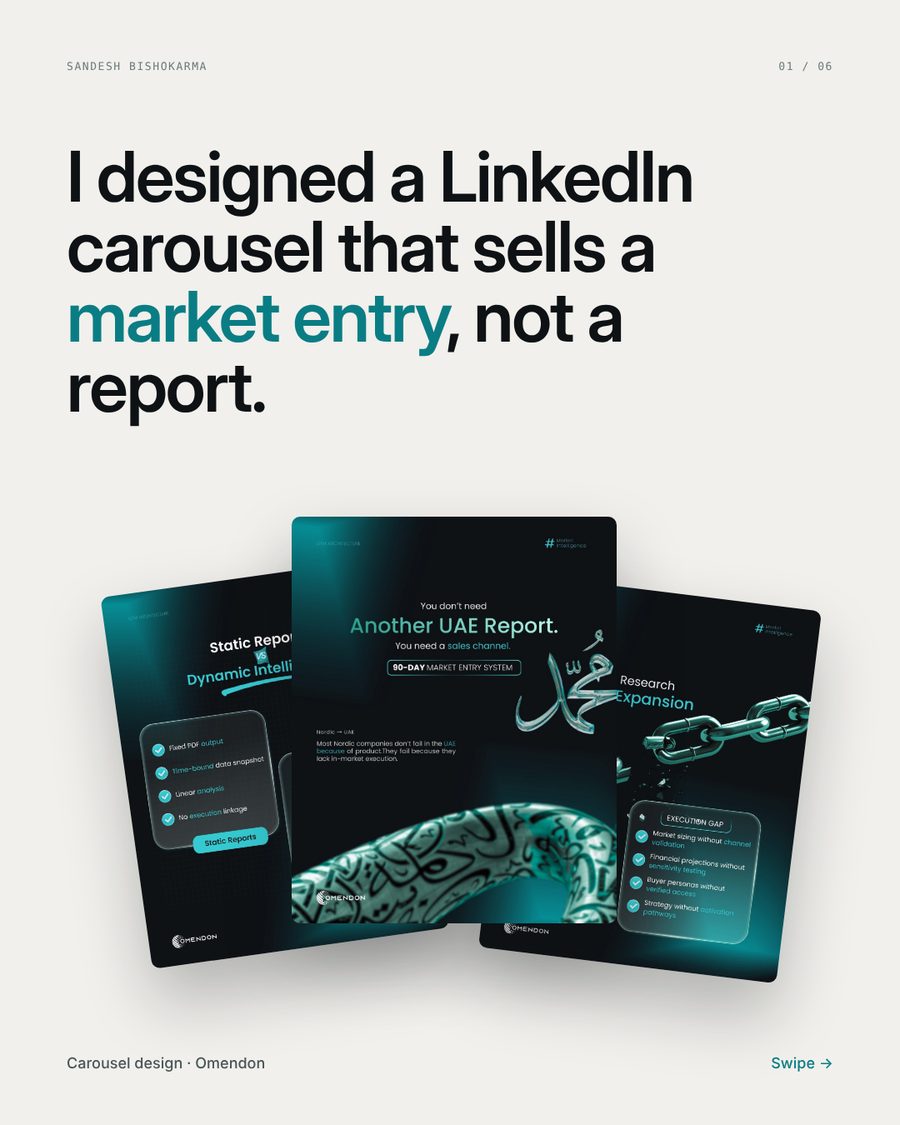 SANDESH BISHOKARMA
01 / 06
I designed a LinkedIn
carousel that sells a
market entry, not a
report.
Static Repor
VS
Dynamic Intelli
Fixed PDF output
Time-bound data snapshot
Linear analysis
No execution linkage
Static Reports
OMENDON
# Market
Intelligence
You don't need
Another UAE Report.
You need a sales channel.
90-DAY MARKET ENTRY SYSTEM
محمّد
Nordic → UAE
Most Nordic companies don't fail in the UAE
because of product.They fail because they
lack in-market execution.
OMENDON
# Market
Intelligence
Research
Expansion
EXECUTION GAP
Market sizing without channel
validation
Financial projections without
sensitivity testing
Buyer personas without
verified access
Strategy without activation
pathways
OMENDON
Carousel design · Omendon
Swipe →